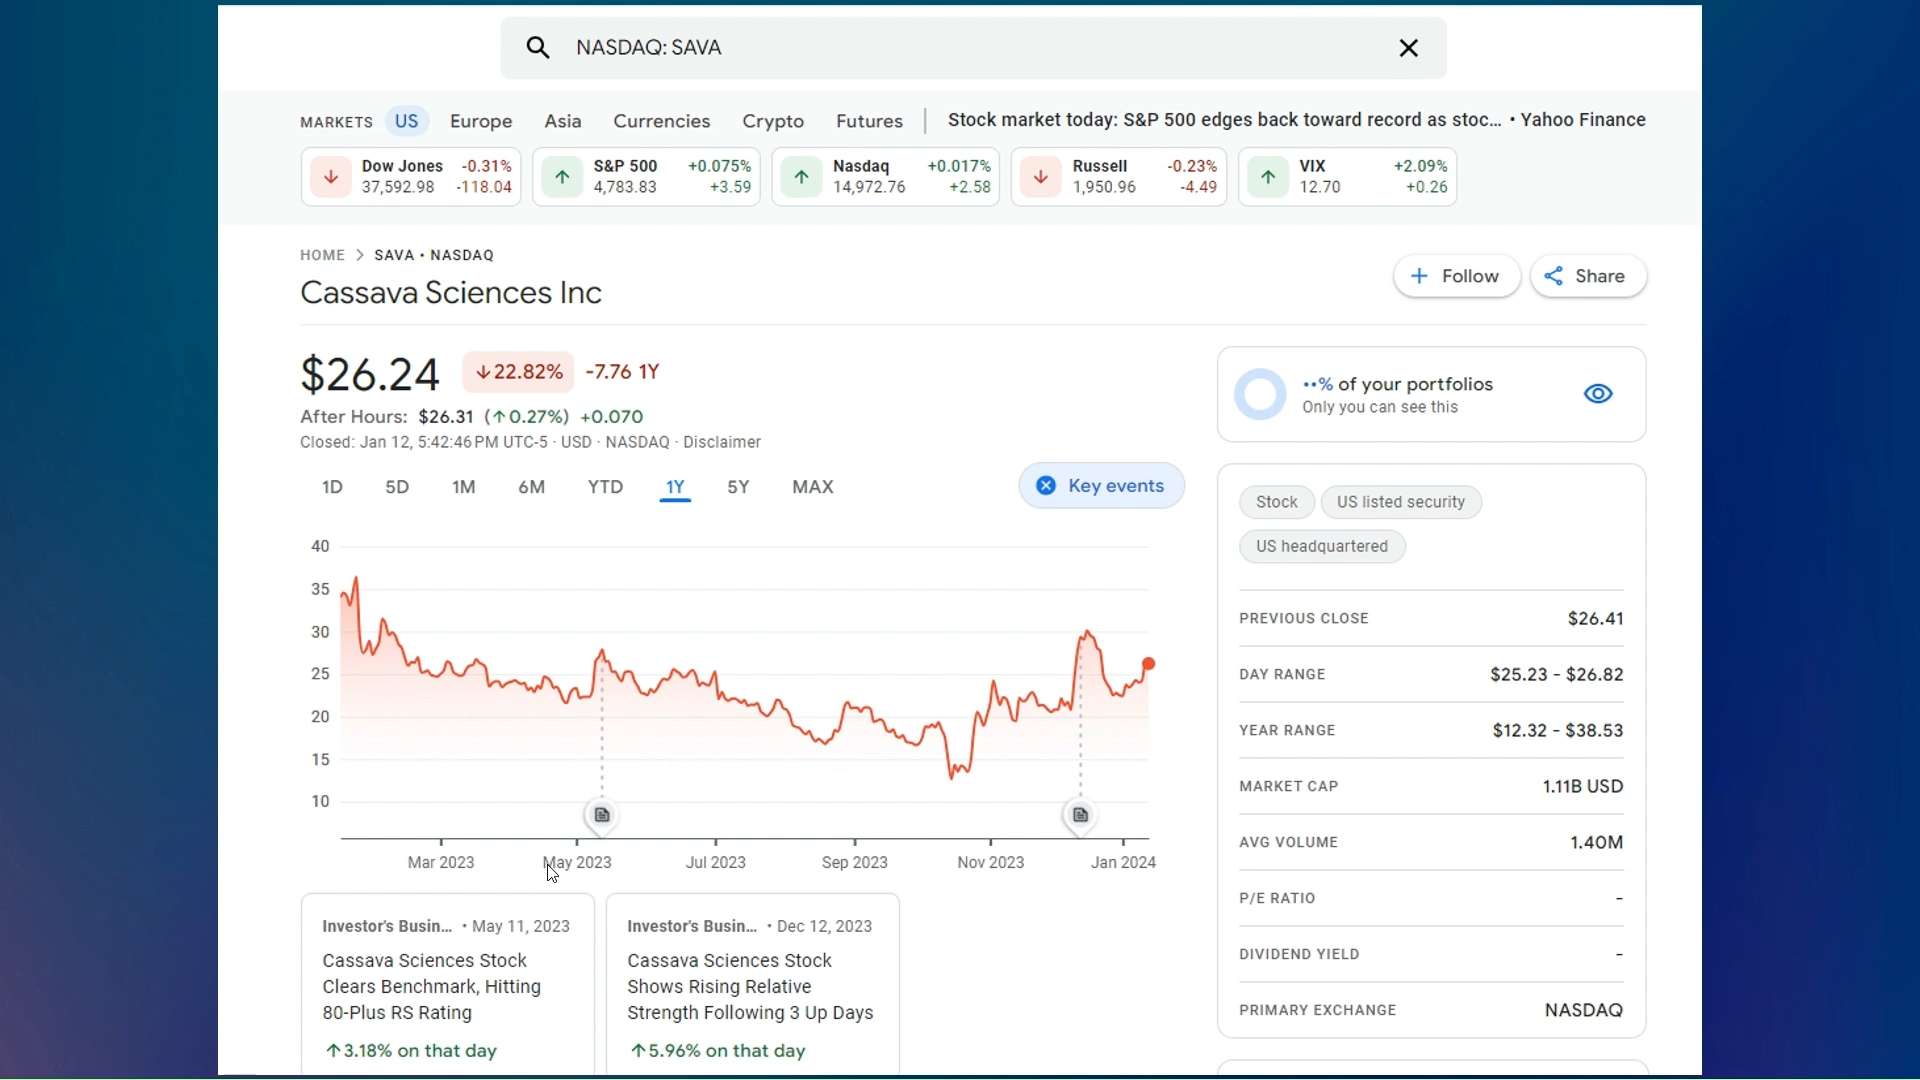 NASDAQ: SAVA
MARKETS US Europe Asia Currencies Crypto Futures Stock market today: S&P 500 edges back toward record as stoc... • Yahoo Finance
Dow Jones -0.31%
37,592.98 -118.04
S&P 500 +0.075%
4,783.83 +3.59
Nasdaq +0.017%
14,972.76 +2.58
Russell -0.23%
1,950.96 -4.49
VIX +2.09%
12.70 +0.26
HOME > SAVA • NASDAQ
Cassava Sciences Inc
+ Follow Share
$26.24 ↓22.82% -7.76 1Y
After Hours: $26.31 (↑0.27%) +0.070
Closed: Jan 12, 5:42:46 PM UTC-5 · USD · NASDAQ · Disclaimer
1D 5D 1M 6M YTD 1Y 5Y MAX Key events
40
35
30
25
20
15
10
Mar 2023 May 2023 Jul 2023 Sep 2023 Nov 2023 Jan 2024
Investor's Busin... • May 11, 2023
Cassava Sciences Stock
Clears Benchmark, Hitting
80-Plus RS Rating
↑3.18% on that day
Investor's Busin... • Dec 12, 2023
Cassava Sciences Stock
Shows Rising Relative
Strength Following 3 Up Days
↑5.96% on that day
••% of your portfolios
Only you can see this
Stock US listed security
US headquartered
PREVIOUS CLOSE $26.41
DAY RANGE $25.23 - $26.82
YEAR RANGE $12.32 - $38.53
MARKET CAP 1.11B USD
AVG VOLUME 1.40M
P/E RATIO -
DIVIDEND YIELD -
PRIMARY EXCHANGE NASDAQ